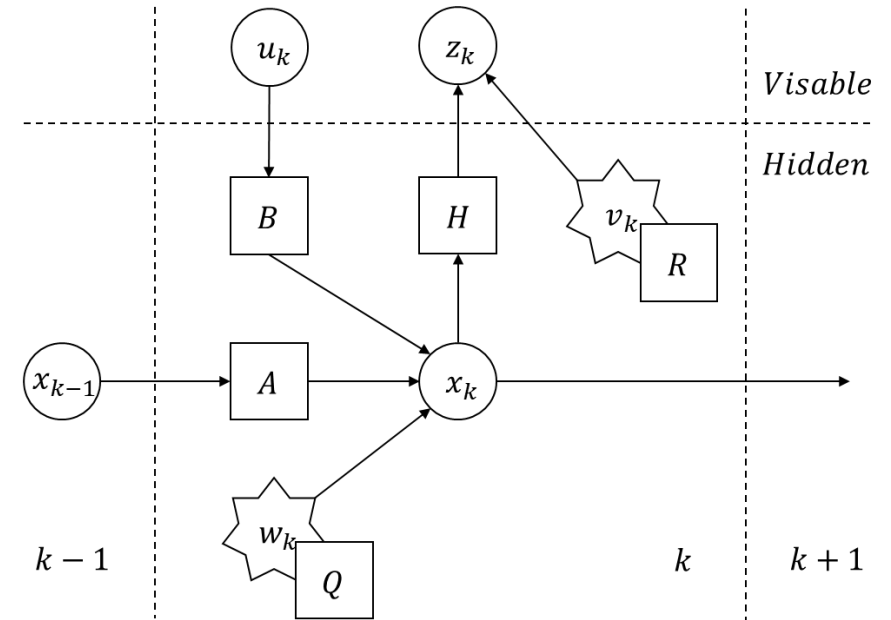 u_k
z_k
Visable
Hidden
B
H
v_k
R
x_{k-1}
A
x_k
w_k
Q
k − 1
k
k + 1